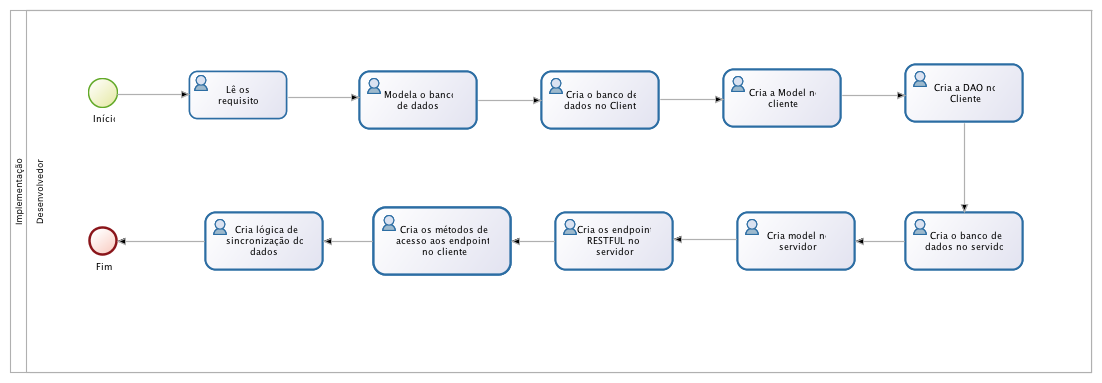 Implementação
Desenvolvedor
Início
Lê os
requisito
Modela o banco
de dados
Cria o banco de
dados no Client
Cria a Model no
cliente
Cria a DAO no
Cliente
Cria o banco de
dados no servido
Cria model no
servidor
Cria os endpoint
RESTFUL no
servidor
Cria os métodos de
acesso aos endpoint
no cliente
Cria lógica de
sincronização do
dados
Fim